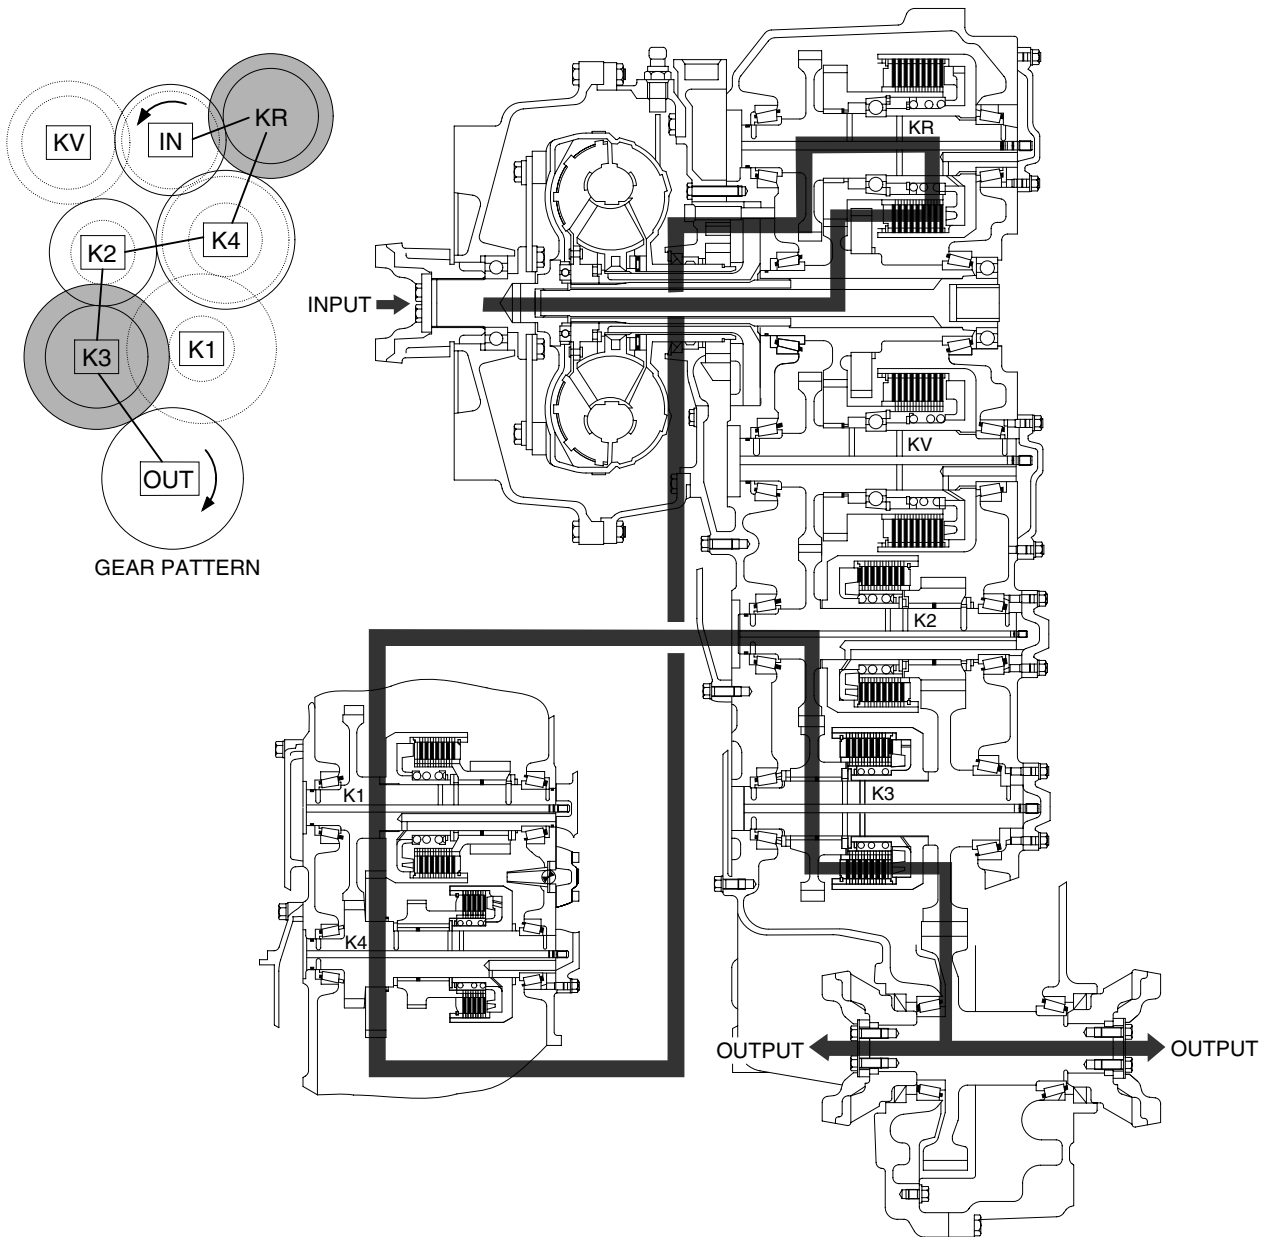 KV
IN
KR
K2
K4
K3
K1
OUT
GEAR PATTERN
INPUT
KR
KV
K2
K3
K1
K4
OUTPUT
OUTPUT